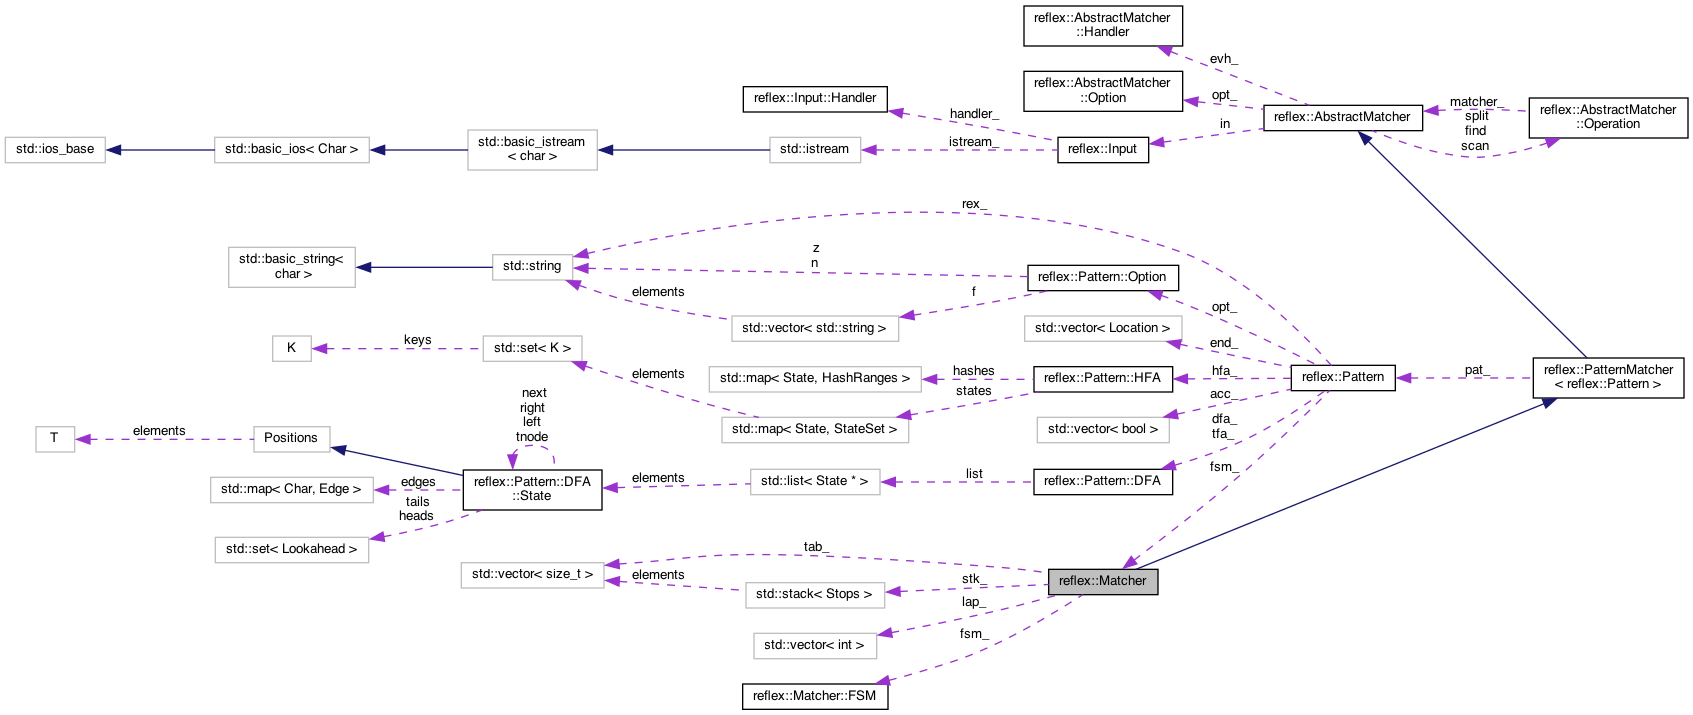 reflex::AbstractMatcher
::Handler
evh_
reflex::AbstractMatcher
::Option
opt_
reflex::Input::Handler
handler_
in
reflex::AbstractMatcher
matcher_
split
find
scan
reflex::AbstractMatcher
::Operation
std::ios_base
std::basic_ios< Char >
std::basic_istream
< char >
std::istream
istream_
reflex::Input
rex_
std::basic_string<
char >
std::string
z
n
reflex::Pattern::Option
elements
f
std::vector< std::string >
opt_
std::vector< Location >
end_
K
keys
std::set< K >
elements
std::map< State, HashRanges >
hashes
reflex::Pattern::HFA
hfa_
reflex::Pattern
pat_
reflex::PatternMatcher
< reflex::Pattern >
states
std::map< State, StateSet >
acc_
std::vector< bool >
dfa_
tfa_
next
right
left
tnode
T
elements
Positions
fsm_
std::map< Char, Edge >
edges
reflex::Pattern::DFA
::State
elements
std::list< State * >
list
reflex::Pattern::DFA
tails
heads
std::set< Lookahead >
tab_
std::vector< size_t >
elements
std::stack< Stops >
stk_
reflex::Matcher
lap_
std::vector< int >
fsm_
reflex::Matcher::FSM